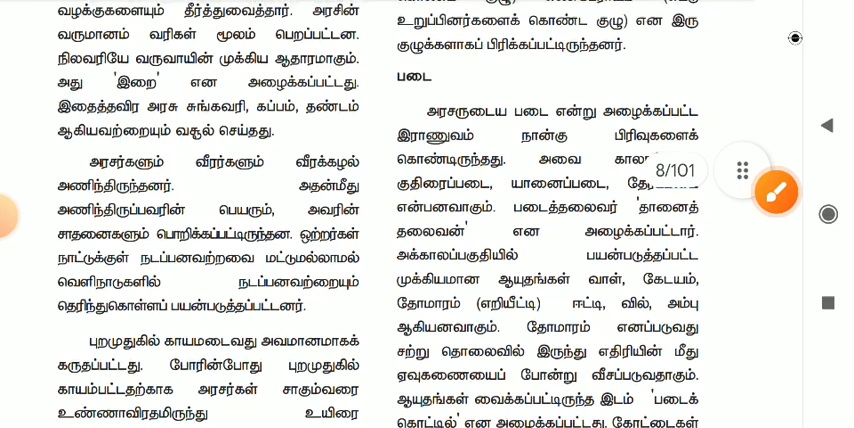 வழக்குகளையும் தீர்த்துவைத்தார். அரசின்
வருமானம் வரிகள் மூலம் பெறப்பட்டன.
நிலவரியே வருவாயின் முக்கிய ஆதாரமாகும்.
அது 'இறை' என அழைக்கப்பட்டது.
இதைத்தவிர அரசு சுங்கவரி, கப்பம், தண்டம்
ஆகியவற்றையும் வசூல் செய்தது.
அரசர்களும் வீரர்களும் வீரக்கழல்
அணிந்திருந்தனர். அதன்மீது
அணிந்திருப்பவரின் பெயரும், அவரின்
சாதனைகளும் பொறிக்கப்பட்டிருந்தன. ஒற்றர்கள்
நாட்டுக்குள் நடப்பனவற்றவை மட்டுமல்லாமல்
வெளிநாடுகளில் நடப்பனவற்றையும்
தெரிந்துகொள்ளப் பயன்படுத்தப்பட்டனர்.
புறமுதுகில் காயமடைவது அவமானமாகக்
கருதப்பட்டது. போரின்போது புறமுதுகில்
காயம்பட்டதற்காக அரசர்கள் சாகும்வரை
உண்ணாவிரதமிருந்து உயிரை
உறுப்பினர்களைக் கொண்ட குழு) என இரு
குழுக்களாகப் பிரிக்கப்பட்டிருந்தனர்.
படை
அரசருடைய படை என்று அழைக்கப்பட்ட
இராணுவம் நான்கு பிரிவுகளைக்
கொண்டிருந்தது. அவை
குதிரைப்படை, யானைப்படை,
என்பனவாகும். படைத்தலைவர் 'தானைத்
தலைவன்' என அழைக்கப்பட்டார்.
அக்காலப்பகுதியில் பயன்படுத்தப்பட்ட
முக்கியமான ஆயுதங்கள் வாள், கேடயம்,
தோமாரம் (எறியீட்டி) ஈட்டி, வில், அம்பு
ஆகியனவாகும். தோமாரம் எனப்படுவது
சற்று தொலைவில் இருந்து எதிரியின் மீது
ஏவுகணையைப் போன்று வீசப்படுவதாகும்.
ஆயுதங்கள் வைக்கப்பட்டிருந்த இடம் 'படைக்
கொட்டில்' என அழைக்கப்பட்டது. கோட்டைகள்
8/101